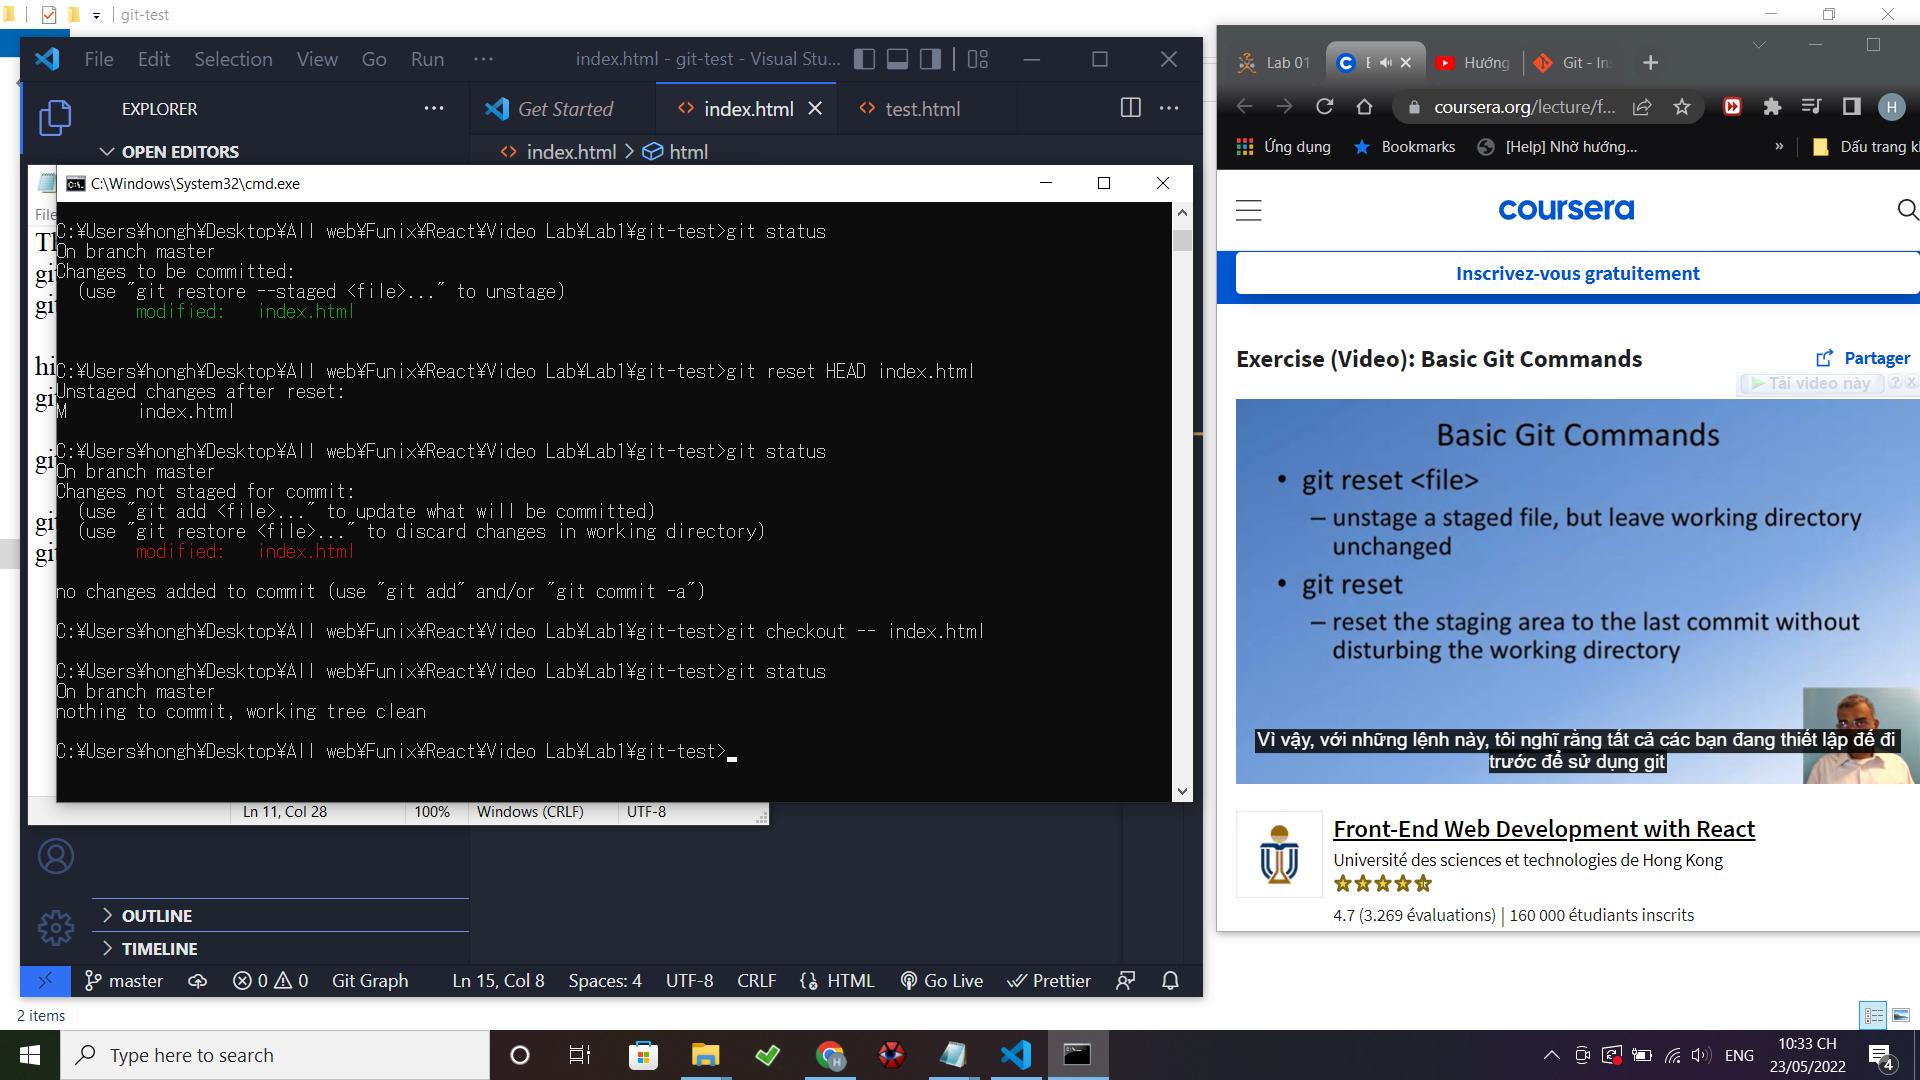 git-test
File Edit Selection View Go Run ···
index.html - git-test - Visual Stu...
EXPLORER
Get Started
index.html
test.html
OPEN EDITORS
index.html > html
C:\Windows\System32\cmd.exe
File
C:¥Users¥hongh¥Desktop¥All web¥Funix¥React¥Video Lab¥Lab1¥git-test>git status
On branch master
Changes to be committed:
(use "git restore --staged <file>..." to unstage)
modified: index.html
C:¥Users¥hongh¥Desktop¥All web¥Funix¥React¥Video Lab¥Lab1¥git-test>git reset HEAD index.html
Unstaged changes after reset:
M index.html
C:¥Users¥hongh¥Desktop¥All web¥Funix¥React¥Video Lab¥Lab1¥git-test>git status
On branch master
Changes not staged for commit:
(use "git add <file>..." to update what will be committed)
(use "git restore <file>..." to discard changes in working directory)
modified: index.html
no changes added to commit (use "git add" and/or "git commit -a")
C:¥Users¥hongh¥Desktop¥All web¥Funix¥React¥Video Lab¥Lab1¥git-test>git checkout -- index.html
C:¥Users¥hongh¥Desktop¥All web¥Funix¥React¥Video Lab¥Lab1¥git-test>git status
On branch master
nothing to commit, working tree clean
C:¥Users¥hongh¥Desktop¥All web¥Funix¥React¥Video Lab¥Lab1¥git-test>
Ln 11, Col 28 100% Windows (CRLF) UTF-8
OUTLINE
TIMELINE
master 0 0 Git Graph Ln 15, Col 8 Spaces: 4 UTF-8 CRLF HTML Go Live Prettier
2 items
Lab 01
Hướng
Git - Ins
coursera.org/lecture/f...
H
Ứng dụng Bookmarks [Help] Nhờ hướng... » Dấu trang k
coursera
Inscrivez-vous gratuitement
Exercise (Video): Basic Git Commands
Partager
Tải video này ? X
Basic Git Commands
• git reset <file>
– unstage a staged file, but leave working directory
unchanged
• git reset
– reset the staging area to the last commit without
disturbing the working directory
Vì vậy, với những lệnh này, tôi nghĩ rằng tất cả các bạn đang thiết lập để đi
trước để sử dụng git
Front-End Web Development with React
Université des sciences et technologies de Hong Kong
4.7 (3.269 évaluations) | 160 000 étudiants inscrits
Type here to search
ENG
10:33 CH
23/05/2022
4